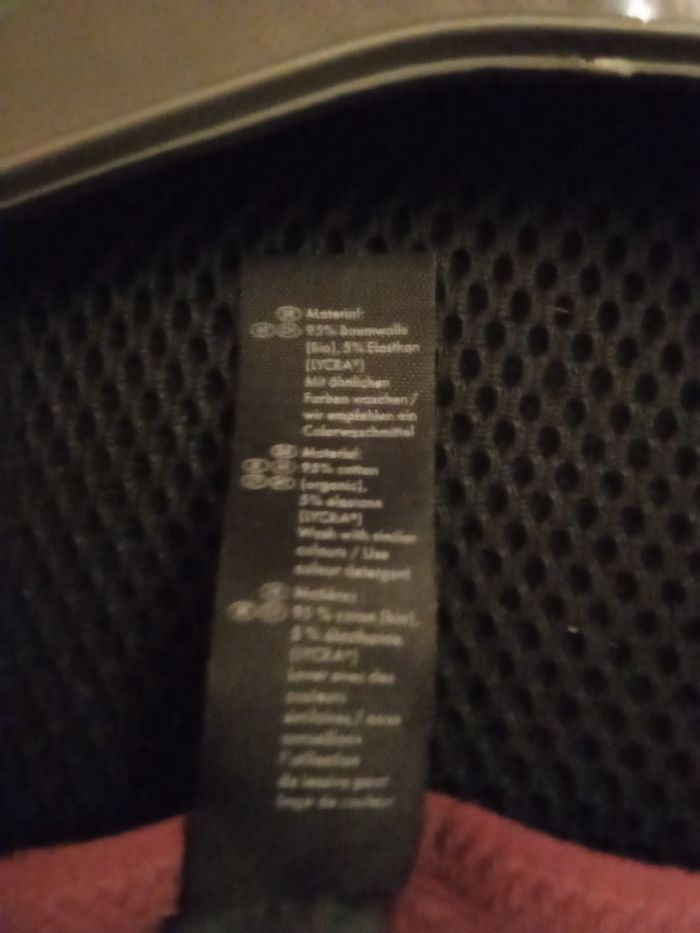 Material:
95% Baumwolle
(Bio), 5% Elasthan
(LYCRA®)
Mit ähnlichen
Farben waschen /
wir empfehlen ein
Colorwaschmittel
Material:
95% cotton
(organic),
5% elastane
(LYCRA®)
Wash with similar
colours / Use
colour detergent
Matière:
95 % coton (bio),
5 % élasthanne
(LYCRA®)
Laver avec des
couleurs
similaires / nous
l'utilisation
de lessive pour
linge de couleur